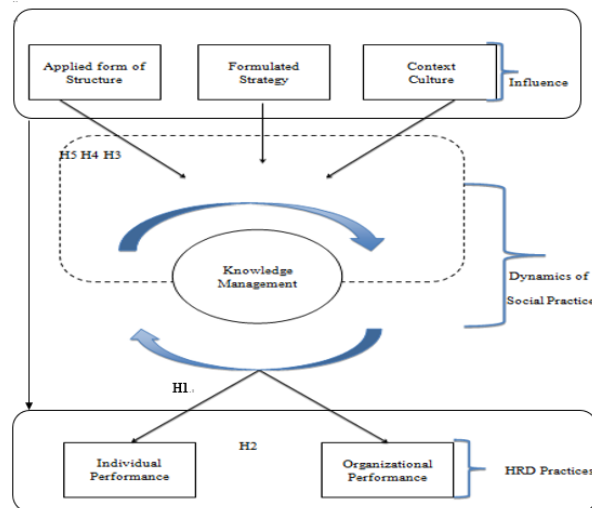 Applied form of
Structure
Formulated
Strategy
Context
Culture
Influence
H5 H4 H3
Knowledge
Management
Dynamics of
Social Practice
H1.
H2
Individual
Performance
Organizational
Performance
HRD Practices